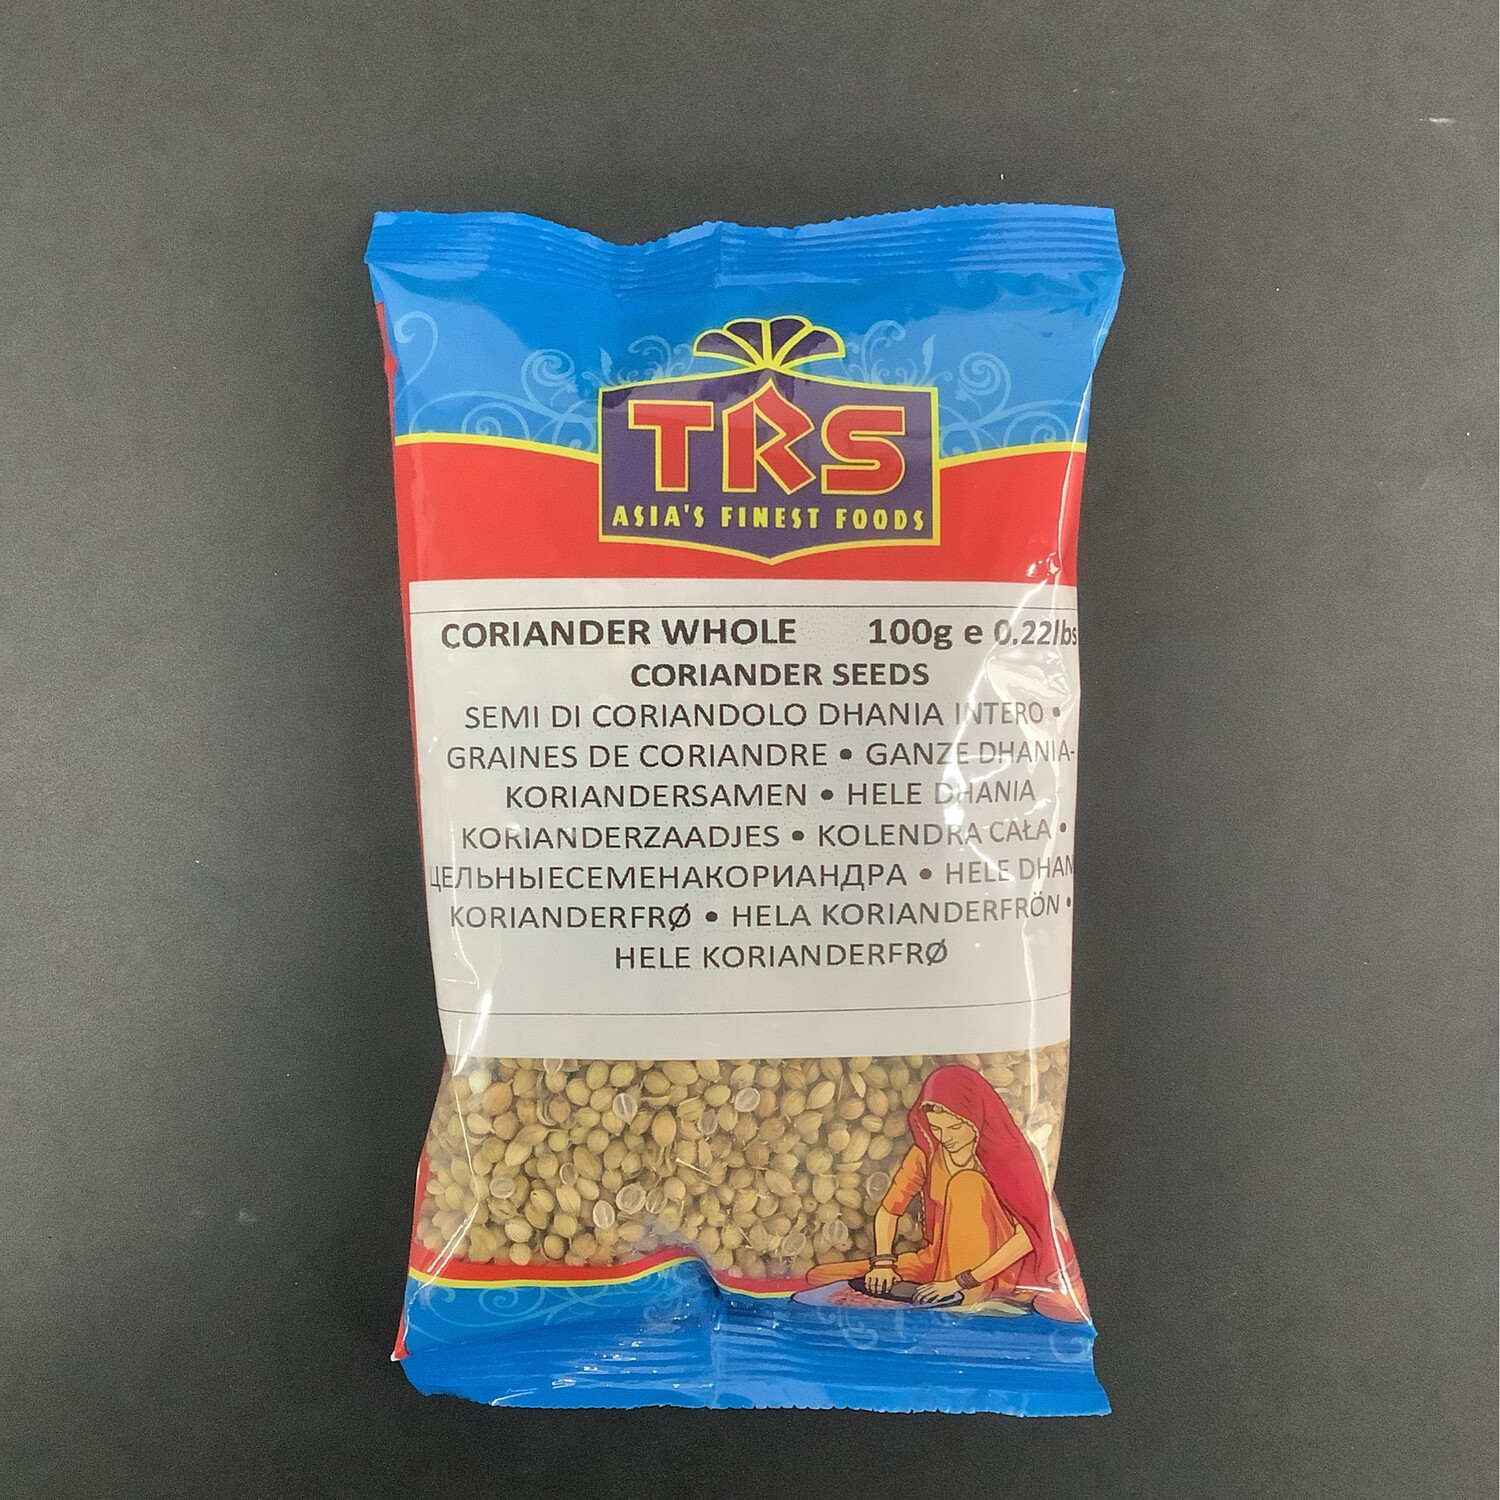 TRS
ASIA'S FINEST FOODS
CORIANDER WHOLE 100g e 0.22lbs
CORIANDER SEEDS
SEMI DI CORIANDOLO DHANIA INTERO •
GRAINES DE CORIANDRE • GANZE DHANIA-
KORIANDERSAMEN • HELE DHANIA
KORIANDERZAADJES • KOLENDRA CAŁA •
ЦЕЛЬНЫЕСЕМЕНАКОРИАНДРА • HELE DHAN
KORIANDERFRØ • HELA KORIANDERFRÖN •
HELE KORIANDERFRØ